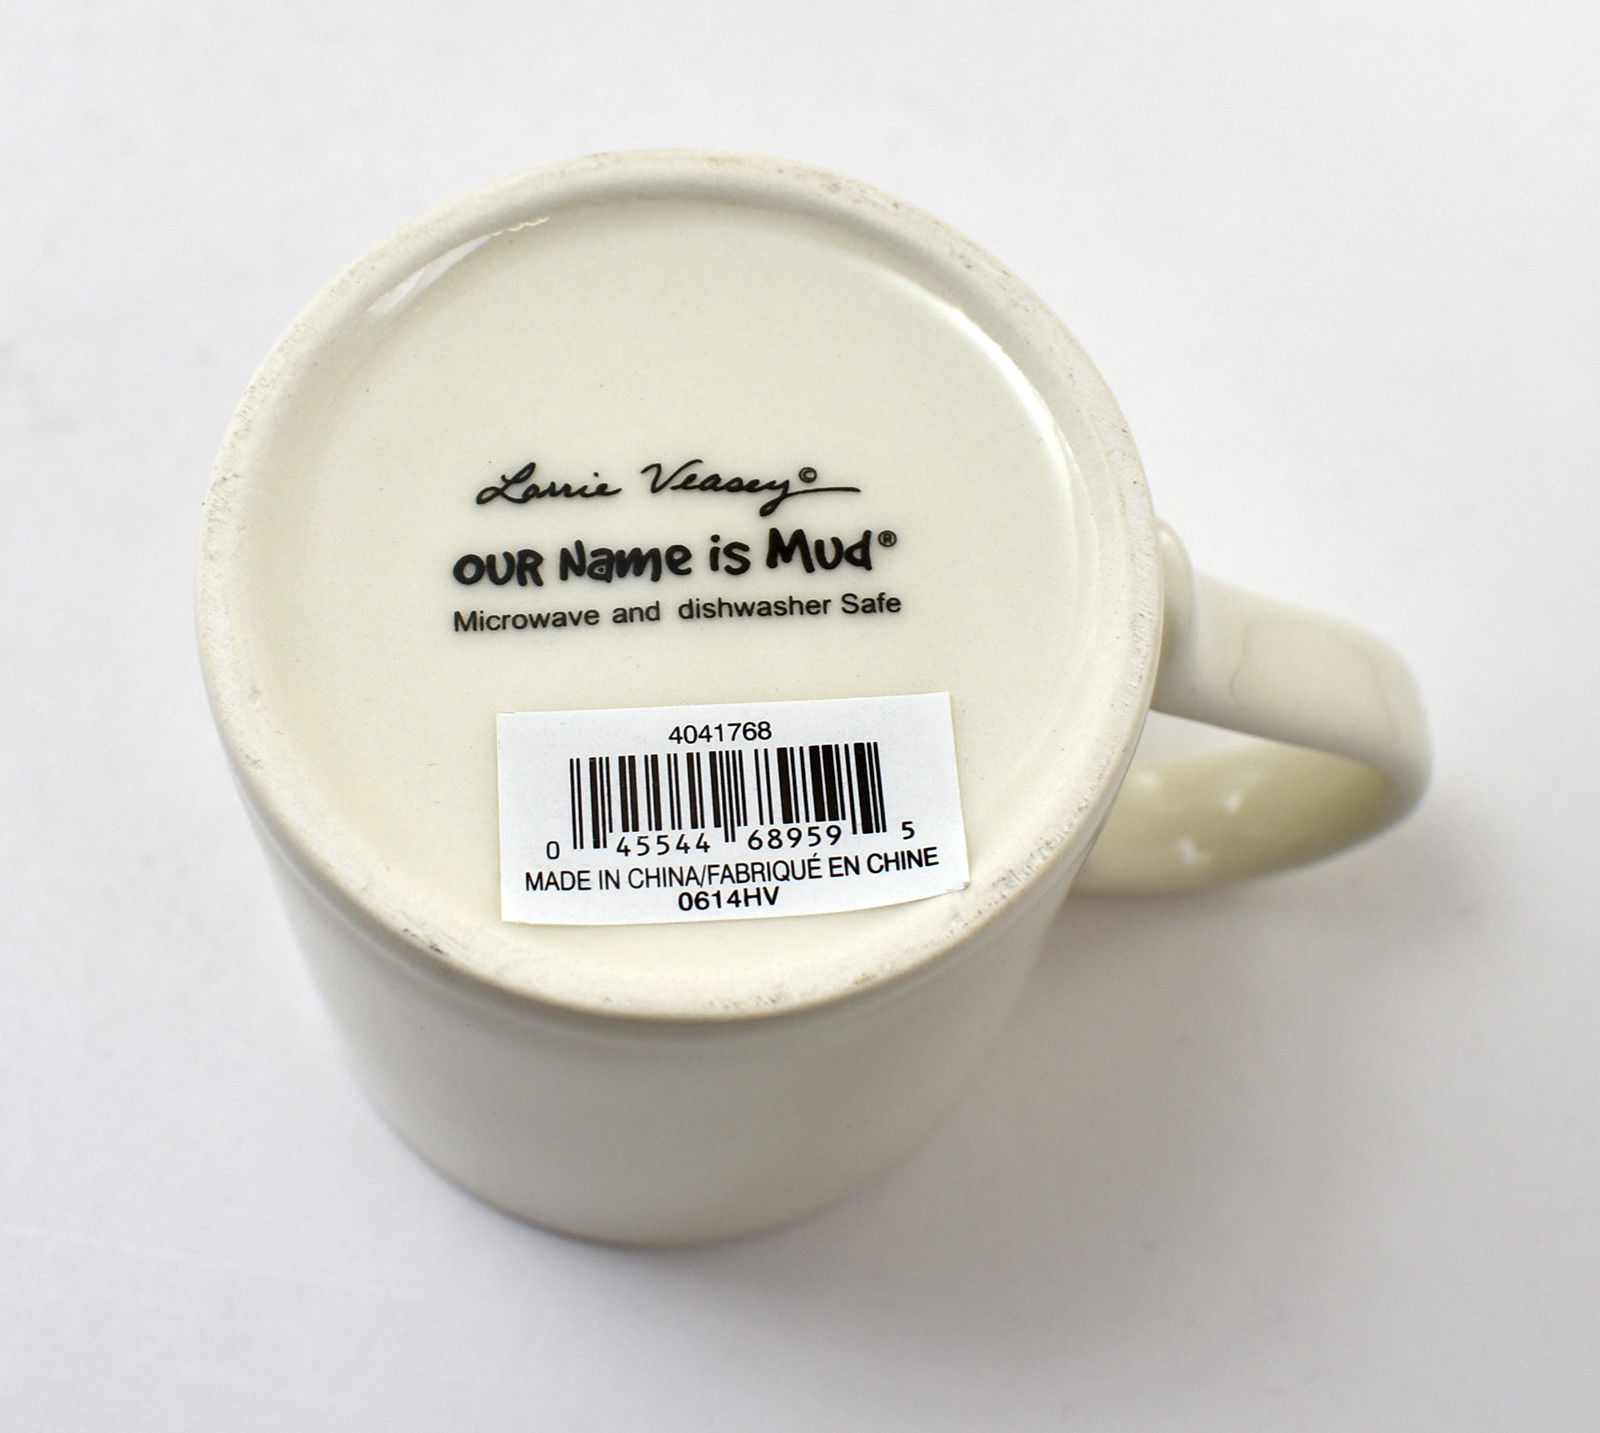 Lorrie Veasey©
OUR Name is Mud®
Microwave and dishwasher Safe
4041768
0 45544 68959 5
MADE IN CHINA/FABRIQUÉ EN CHINE
0614HV